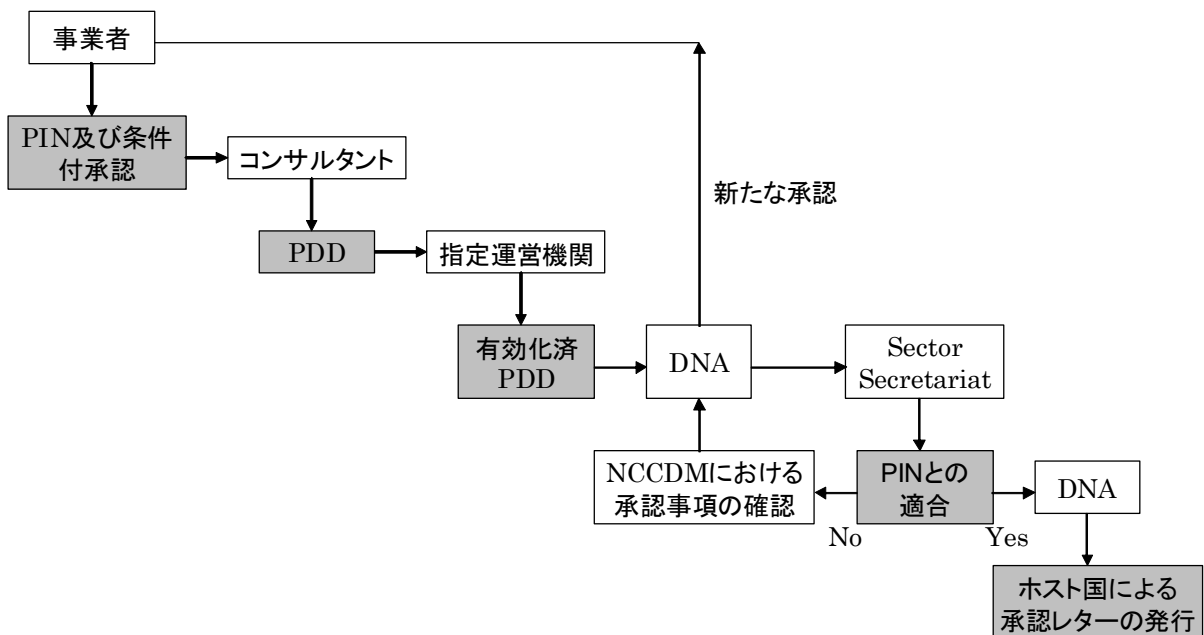 事業者
PIN及び条件
付承認
コンサルタント
新たな承認
PDD
指定運営機関
有効化済
PDD
DNA
Sector
Secretariat
NCCDMにおける
承認事項の確認
PINとの
適合
DNA
No
Yes
ホスト国による
承認レターの発行